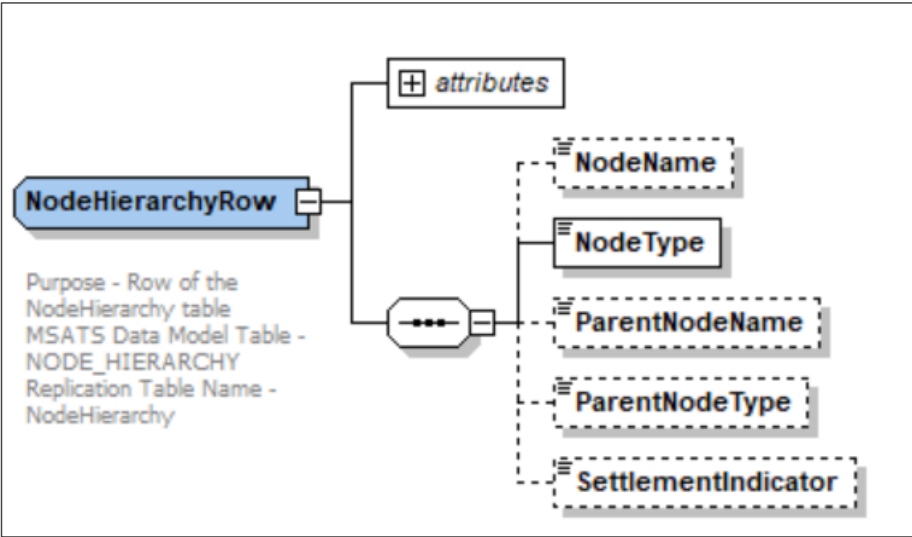 attributes
NodeName
NodeHierarchyRow
NodeType
Purpose - Row of the
NodeHierarchy table
MSATS Data Model Table -
NODE_HIERARCHY
Replication Table Name -
NodeHierarchy
ParentNodeName
ParentNodeType
SettlementIndicator